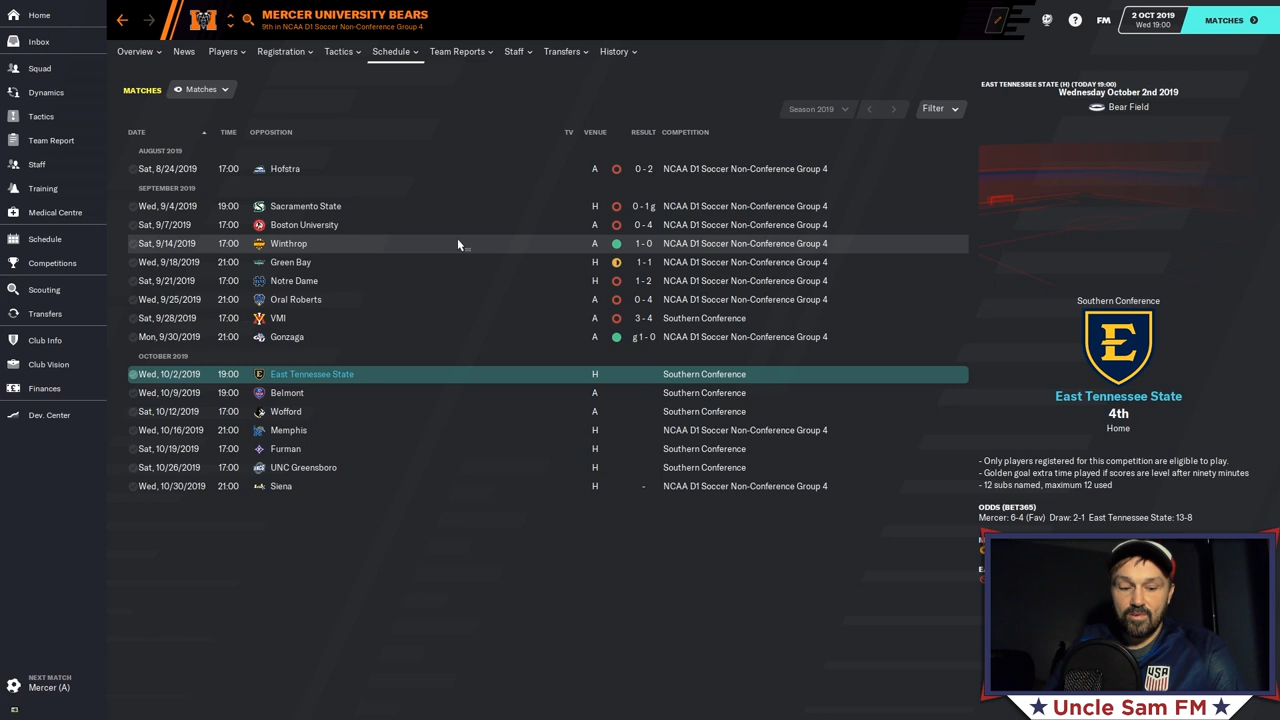 Home
Inbox
Squad
Dynamics
Tactics
Team Report
Staff
Training
Medical Centre
Schedule
Competitions
Scouting
Transfers
Club Info
Club Vision
Finances
Dev. Center
NEXT MATCH
Mercer (A)
MERCER UNIVERSITY BEARS
9th in NCAA D1 Soccer Non-Conference Group 4
FM
2 OCT 2019
Wed 19:00
MATCHES
Overview News Players Registration Tactics Schedule Team Reports Staff Transfers History
MATCHES Matches
Season 2019 Filter
DATE TIME OPPOSITION TV VENUE RESULT COMPETITION
AUGUST 2019
Sat, 8/24/2019 17:00 Hofstra A 0 - 2 NCAA D1 Soccer Non-Conference Group 4
SEPTEMBER 2019
Wed, 9/4/2019 19:00 Sacramento State H 0 - 1 g NCAA D1 Soccer Non-Conference Group 4
Sat, 9/7/2019 17:00 Boston University A 0 - 4 NCAA D1 Soccer Non-Conference Group 4
Sat, 9/14/2019 17:00 Winthrop A 1 - 0 NCAA D1 Soccer Non-Conference Group 4
Wed, 9/18/2019 21:00 Green Bay H 1 - 1 NCAA D1 Soccer Non-Conference Group 4
Sat, 9/21/2019 17:00 Notre Dame H 1 - 2 NCAA D1 Soccer Non-Conference Group 4
Wed, 9/25/2019 21:00 Oral Roberts A 0 - 4 NCAA D1 Soccer Non-Conference Group 4
Sat, 9/28/2019 17:00 VMI A 3 - 4 Southern Conference
Mon, 9/30/2019 21:00 Gonzaga A g 1 - 0 NCAA D1 Soccer Non-Conference Group 4
OCTOBER 2019
Wed, 10/2/2019 19:00 East Tennessee State H Southern Conference
Wed, 10/9/2019 19:00 Belmont A Southern Conference
Sat, 10/12/2019 17:00 Wofford A Southern Conference
Wed, 10/16/2019 21:00 Memphis H NCAA D1 Soccer Non-Conference Group 4
Sat, 10/19/2019 17:00 Furman H Southern Conference
Sat, 10/26/2019 17:00 UNC Greensboro H Southern Conference
Wed, 10/30/2019 21:00 Siena H - NCAA D1 Soccer Non-Conference Group 4
EAST TENNESSEE STATE (H) (TODAY 19:00)
Wednesday October 2nd 2019
Bear Field
Southern Conference
E
East Tennessee State
4th
Home
- Only players registered for this competition are eligible to play.
- Golden goal extra time played if scores are level after ninety minutes
- 12 subs named, maximum 12 used
ODDS (BET365)
Mercer: 6-4 (Fav) Draw: 2-1 East Tennessee State: 13-8
USA
Uncle Sam FM